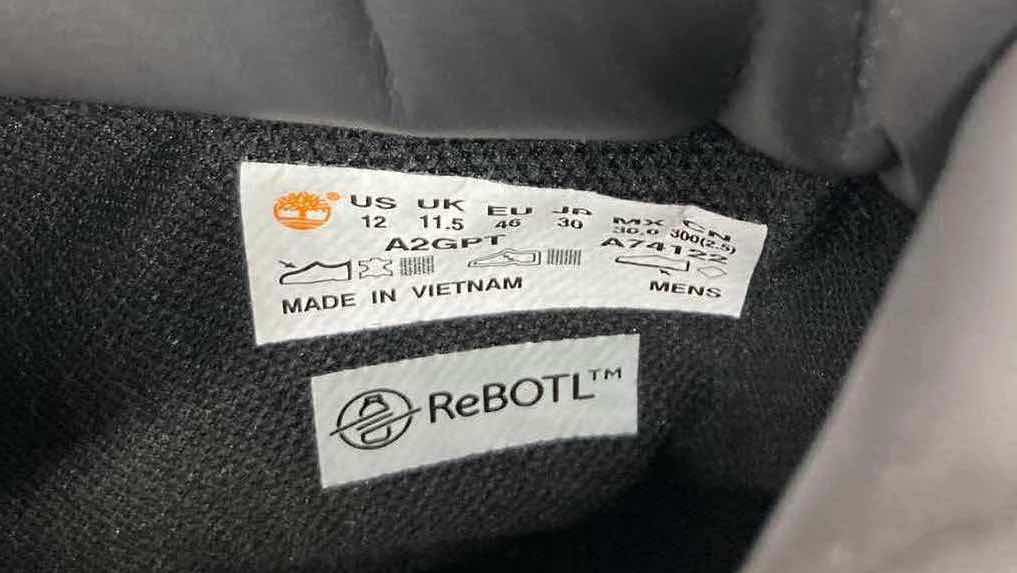 US UK EU JP MX CN
12 11.5 46 30 30.0 300(2.5)
A2GPT A74122
MADE IN VIETNAM MENS
ReBOTL™